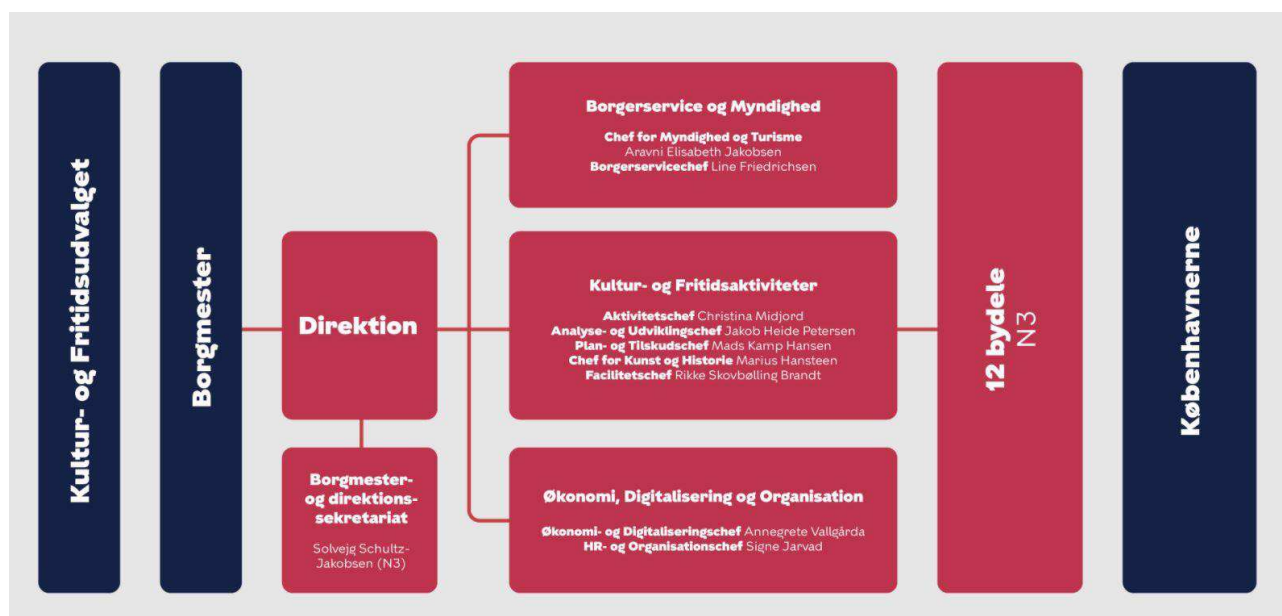 Kultur- og Fritidsudvalget
Borgmester
Direktion
Borgmester-
og direktions-
sekretariat
Solvejg Schultz-
Jakobsen (N3)
Borgerservice og Myndighed
Chef for Myndighed og Turisme
Aravni Elisabeth Jakobsen
Borgerservicechef Line Friedrichsen
Kultur- og Fritidsaktiviteter
Aktivitetschef Christina Midjord
Analyse- og Udviklingschef Jakob Heide Petersen
Plan- og Tilskudschef Mads Kamp Hansen
Chef for Kunst og Historie Marius Hansteen
Facilitetschef Rikke Skovbølling Brandt
Økonomi, Digitalisering og Organisation
Økonomi- og Digitaliseringschef Annegrete Vallgårda
HR- og Organisationschef Signe Jarvad
12 bydele
N3
Københavnerne